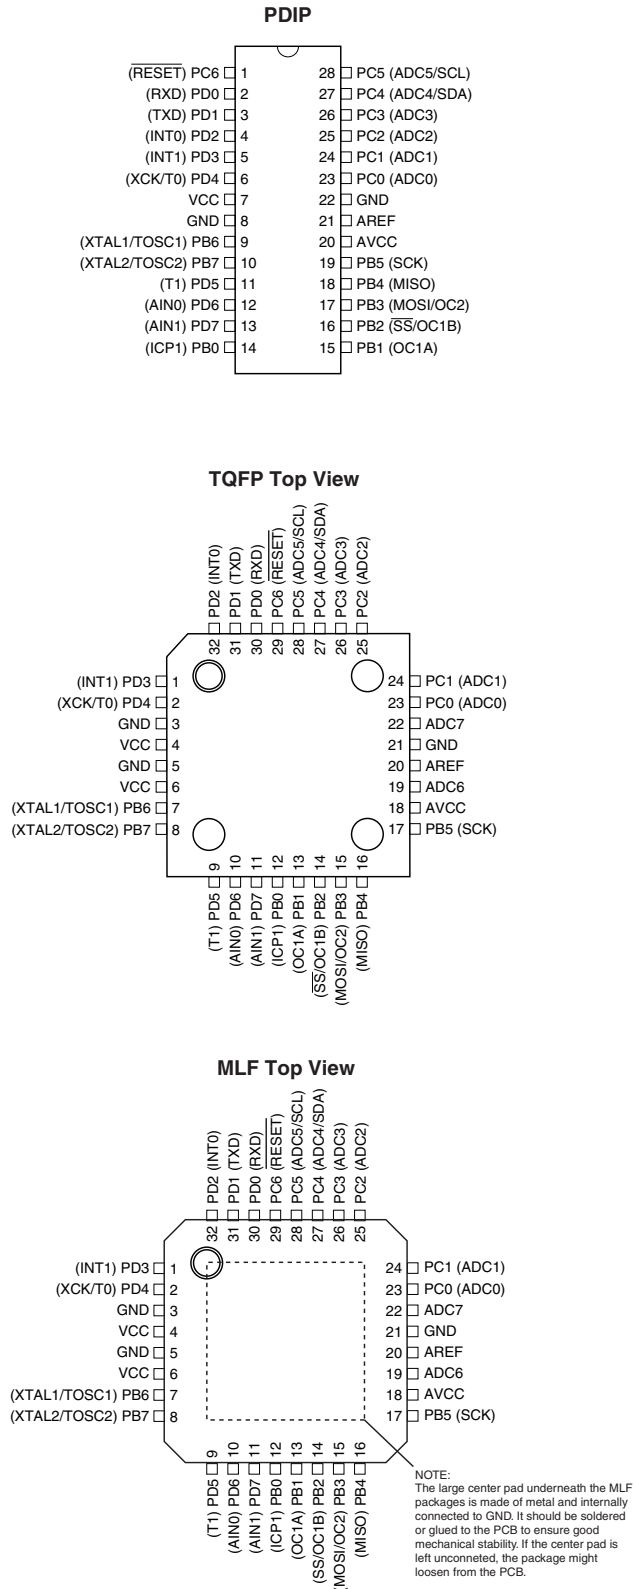 PDIP
(RESET) PC6 1 28 PC5 (ADC5/SCL)
(RXD) PD0 2 27 PC4 (ADC4/SDA)
(TXD) PD1 3 26 PC3 (ADC3)
(INT0) PD2 4 25 PC2 (ADC2)
(INT1) PD3 5 24 PC1 (ADC1)
(XCK/T0) PD4 6 23 PC0 (ADC0)
VCC 7 22 GND
GND 8 21 AREF
(XTAL1/TOSC1) PB6 9 20 AVCC
(XTAL2/TOSC2) PB7 10 19 PB5 (SCK)
(T1) PD5 11 18 PB4 (MISO)
(AIN0) PD6 12 17 PB3 (MOSI/OC2)
(AIN1) PD7 13 16 PB2 (SS/OC1B)
(ICP1) PB0 14 15 PB1 (OC1A)
TQFP Top View
32 PD2 (INT0)
31 PD1 (TXD)
30 PD0 (RXD)
29 PC6 (RESET)
28 PC5 (ADC5/SCL)
27 PC4 (ADC4/SDA)
26 PC3 (ADC3)
25 PC2 (ADC2)
(INT1) PD3 1 24 PC1 (ADC1)
(XCK/T0) PD4 2 23 PC0 (ADC0)
GND 3 22 ADC7
VCC 4 21 GND
GND 5 20 AREF
VCC 6 19 ADC6
(XTAL1/TOSC1) PB6 7 18 AVCC
(XTAL2/TOSC2) PB7 8 17 PB5 (SCK)
(T1) PD5 9
(AIN0) PD6 10
(AIN1) PD7 11
(ICP1) PB0 12
(OC1A) PB1 13
(SS/OC1B) PB2 14
(MOSI/OC2) PB3 15
(MISO) PB4 16
MLF Top View
32 PD2 (INT0)
31 PD1 (TXD)
30 PD0 (RXD)
29 PC6 (RESET)
28 PC5 (ADC5/SCL)
27 PC4 (ADC4/SDA)
26 PC3 (ADC3)
25 PC2 (ADC2)
(INT1) PD3 1 24 PC1 (ADC1)
(XCK/T0) PD4 2 23 PC0 (ADC0)
GND 3 22 ADC7
VCC 4 21 GND
GND 5 20 AREF
VCC 6 19 ADC6
(XTAL1/TOSC1) PB6 7 18 AVCC
(XTAL2/TOSC2) PB7 8 17 PB5 (SCK)
(T1) PD5 9
(AIN0) PD6 10
(AIN1) PD7 11
(ICP1) PB0 12
(OC1A) PB1 13
(SS/OC1B) PB2 14
(MOSI/OC2) PB3 15
(MISO) PB4 16
NOTE:
The large center pad underneath the MLF
packages is made of metal and internally
connected to GND. It should be soldered
or glued to the PCB to ensure good
mechanical stability. If the center pad is
left unconneted, the package might
loosen from the PCB.